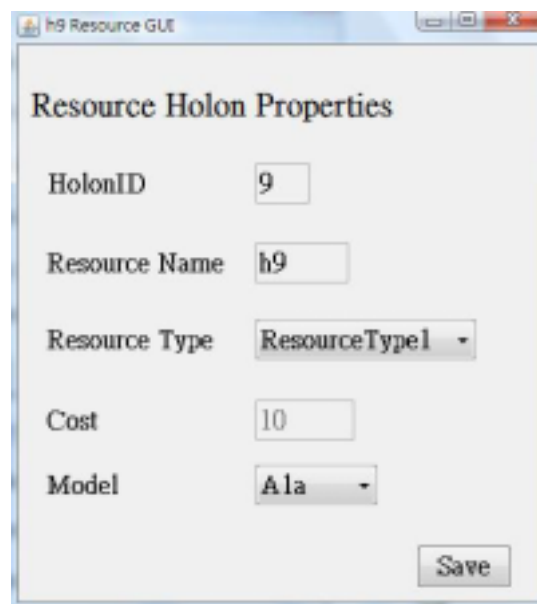 h9 Resource GUI
Resource Holon Properties
HolonID 9
Resource Name h9
Resource Type ResourceType1
Cost 10
Model A1a
Save